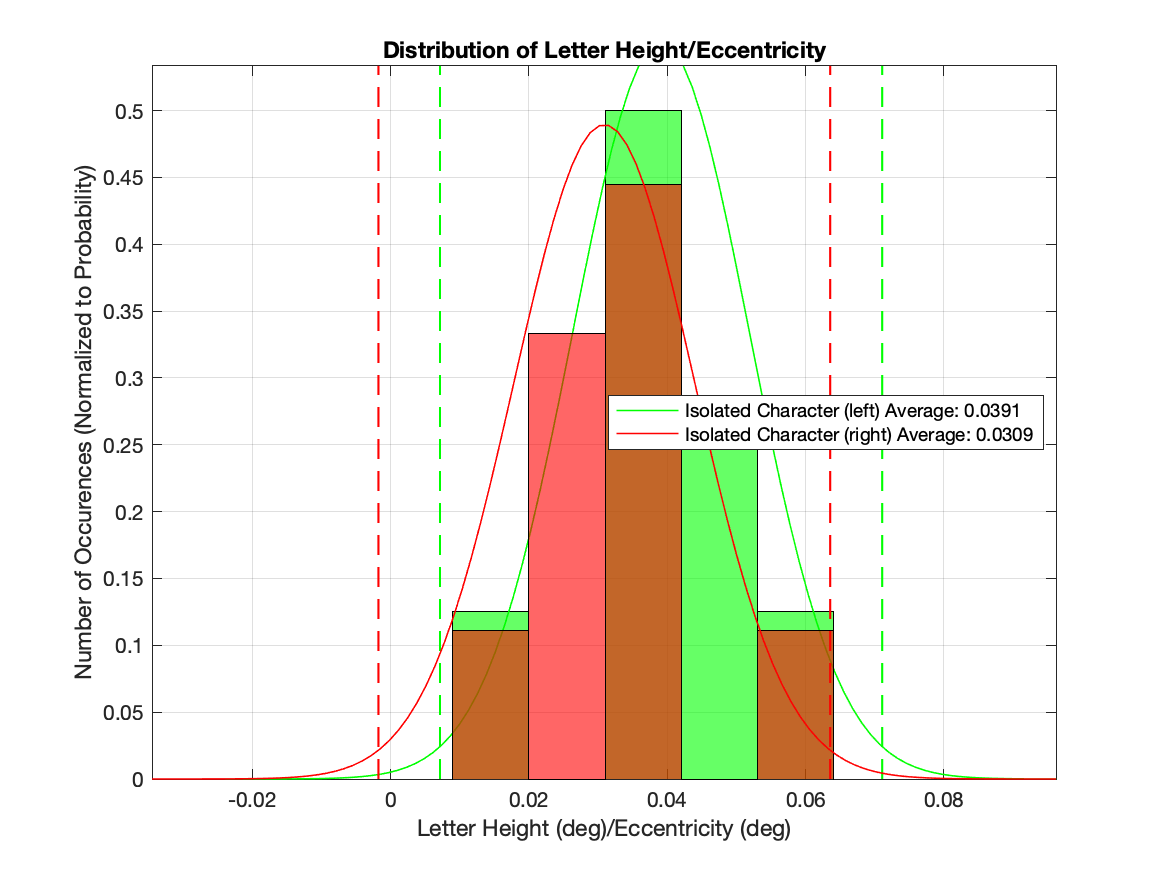 Distribution of Letter Height/Eccentricity
Number of Occurences (Normalized to Probability)
0.5
0.45
0.4
0.35
0.3
0.25
0.2
0.15
0.1
0.05
0
Isolated Character (left) Average: 0.0391
Isolated Character (right) Average: 0.0309
-0.02 0 0.02 0.04 0.06 0.08
Letter Height (deg)/Eccentricity (deg)